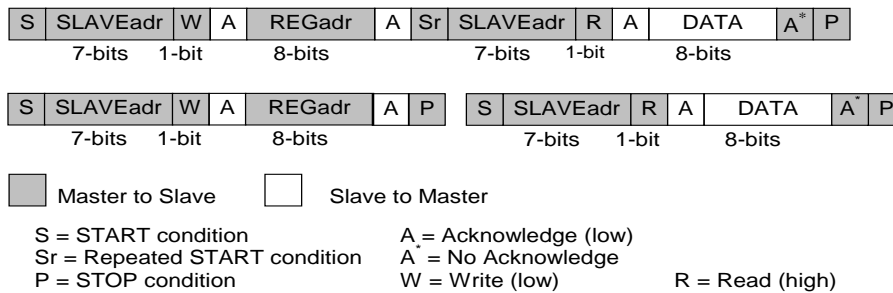 S SLAVEadr W A REGadr A Sr SLAVEadr R A DATA A* P
7-bits 1-bit 8-bits 7-bits 1-bit 8-bits
S SLAVEadr W A REGadr A P S SLAVEadr R A DATA A* P
7-bits 1-bit 8-bits 7-bits 1-bit 8-bits
Master to Slave Slave to Master
S = START condition A = Acknowledge (low)
Sr = Repeated START condition A* = No Acknowledge
P = STOP condition W = Write (low) R = Read (high)